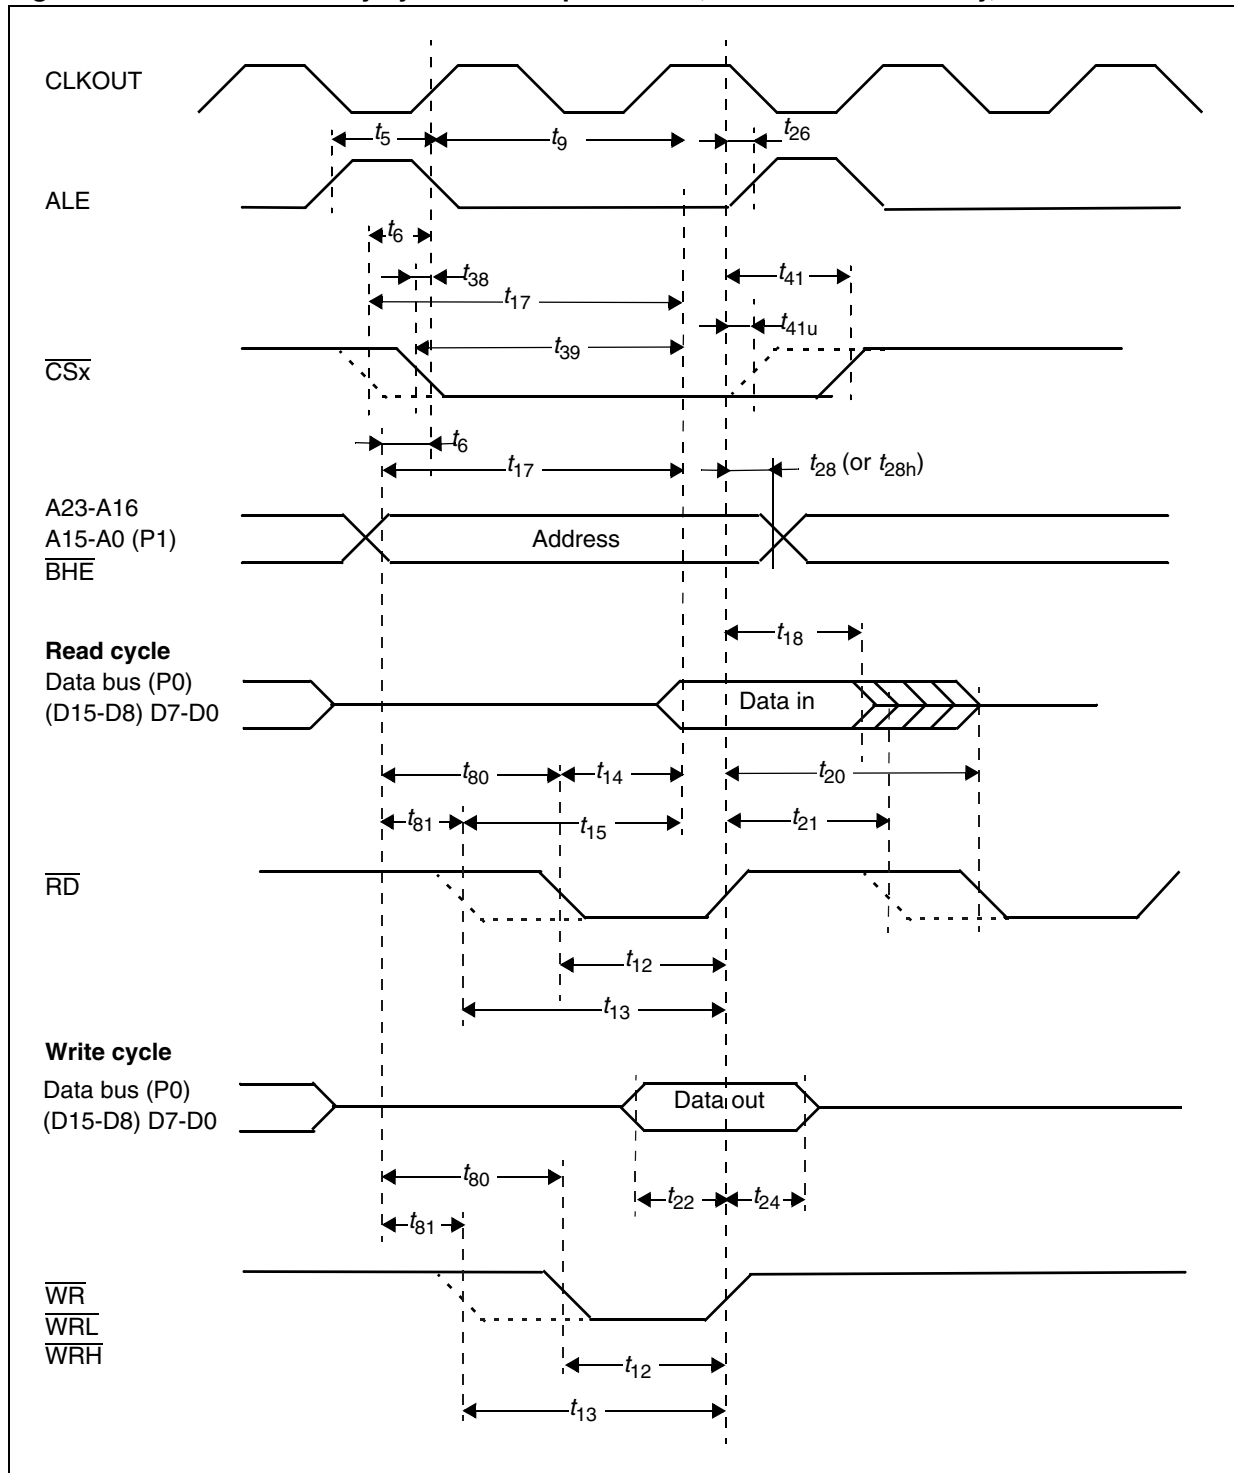 CLKOUT
t5
t9
t26
ALE
t6
t38
t41
t17
t41u
t39
CSx
t6
t17
t28 (or t28h)
A23-A16
A15-A0 (P1)
Address
BHE
t18
Read cycle
Data bus (P0)
Data in
(D15-D8) D7-D0
t80
t14
t20
t81
t15
t21
RD
t12
t13
Write cycle
Data bus (P0)
Data out
(D15-D8) D7-D0
t80
t22
t24
t81
WR
WRL
WRH
t12
t13